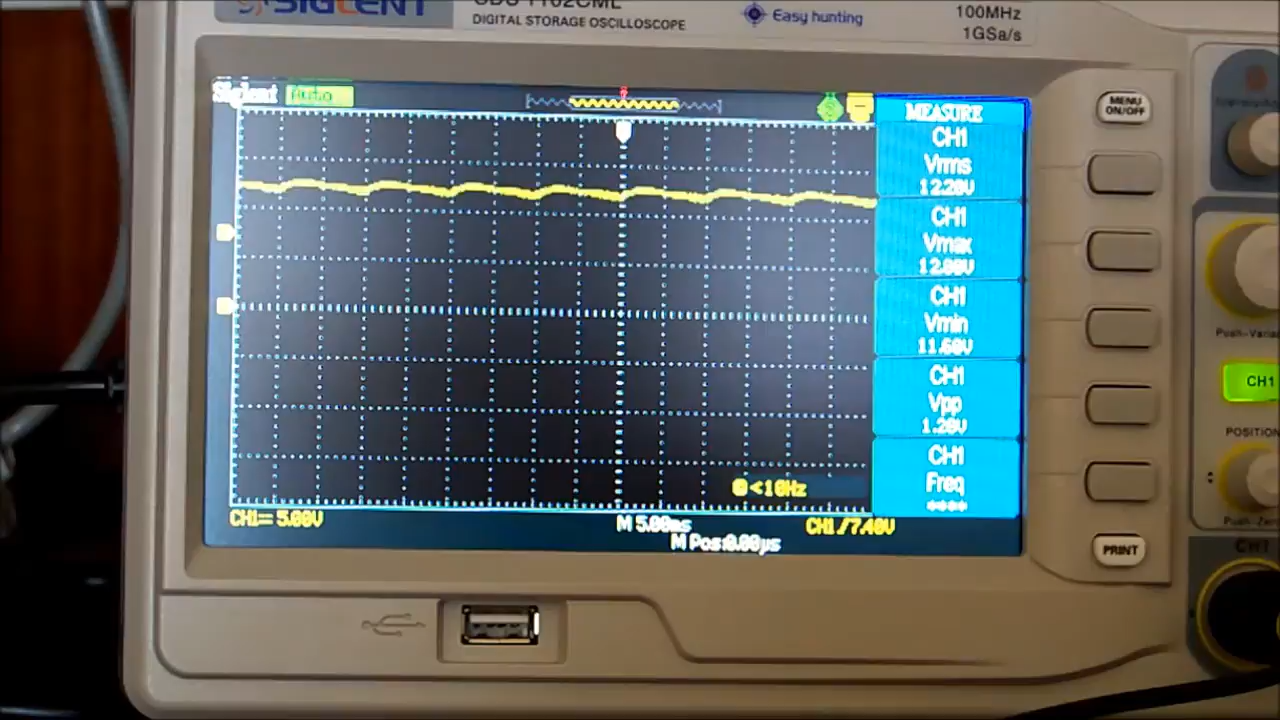 SIGLENT
SDS 1102CML
DIGITAL STORAGE OSCILLOSCOPE
Easy hunting
100MHz
1GSa/s
Siglent Auto
MEASURE
CH1
Vrms
12.20V
CH1
Vmax
12.80V
CH1
Vmin
11.60V
CH1
Vpp
1.20V
CH1
Freq
****
<10Hz
CH1 5.00V
M 5.00ms
CH1 / 7.40V
M Pos:0.00µs
MENU
ON/OFF
PRINT
CH1